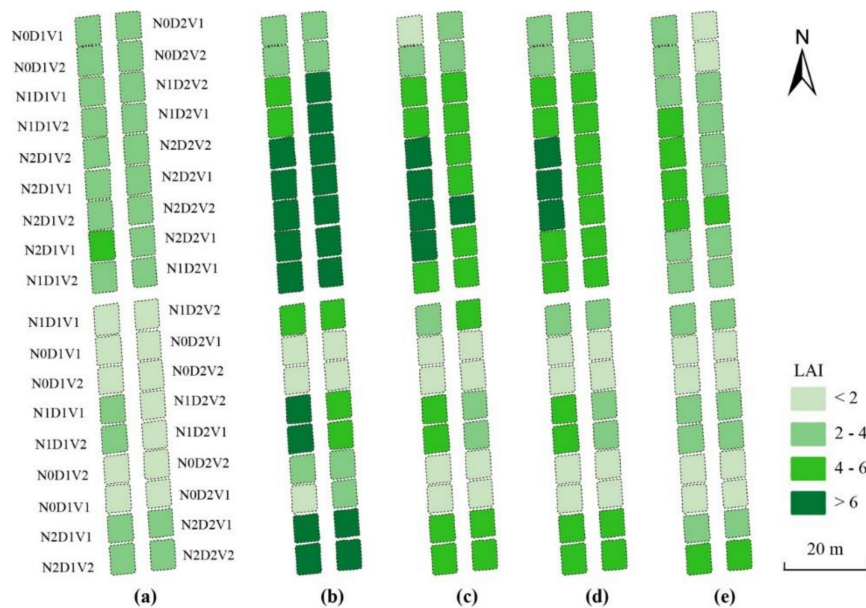 N0D1V1 N0D2V1
N0D1V2 N0D2V2
N1D1V1 N1D2V2
N1D1V2 N1D2V1
N2D1V2 N2D2V2
N2D1V1 N2D2V1
N2D1V2 N2D2V2
N2D1V1 N2D2V1
N1D1V2 N1D2V1
N1D1V1 N1D2V2
N0D1V1 N0D2V1
N0D1V2 N0D2V2
N1D1V1 N1D2V2
N1D1V2 N1D2V1
N0D1V2 N0D2V2
N0D1V1 N0D2V1
N2D1V1 N2D2V1
N2D1V2 N2D2V2
N
LAI
< 2
2 - 4
4 - 6
> 6
20 m
(a) (b) (c) (d) (e)